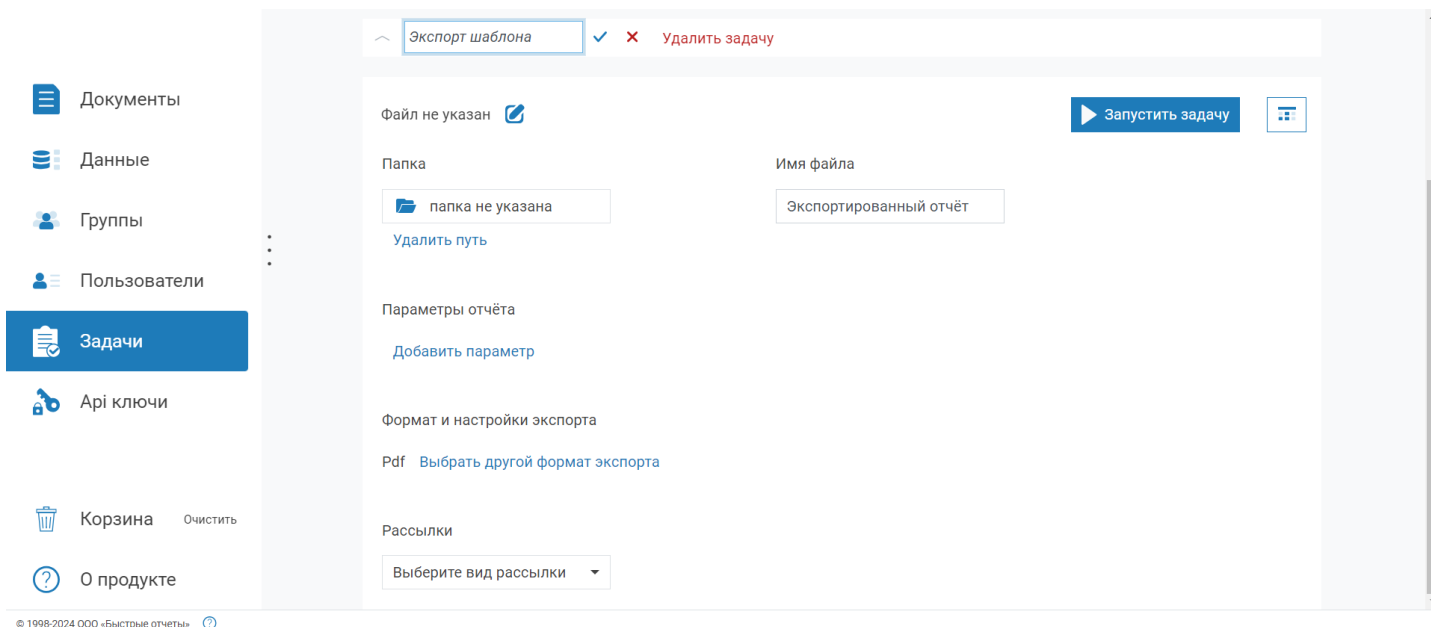 Экспорт шаблона
Удалить задачу
Документы
Данные
Группы
Пользователи
Задачи
Api ключи
Корзина Очистить
О продукте
Файл не указан
Запустить задачу
Папка
Имя файла
папка не указана
Экспортированный отчёт
Удалить путь
Параметры отчёта
Добавить параметр
Формат и настройки экспорта
Pdf Выбрать другой формат экспорта
Рассылки
Выберите вид рассылки
© 1998-2024 ООО «Быстрые отчеты» ?